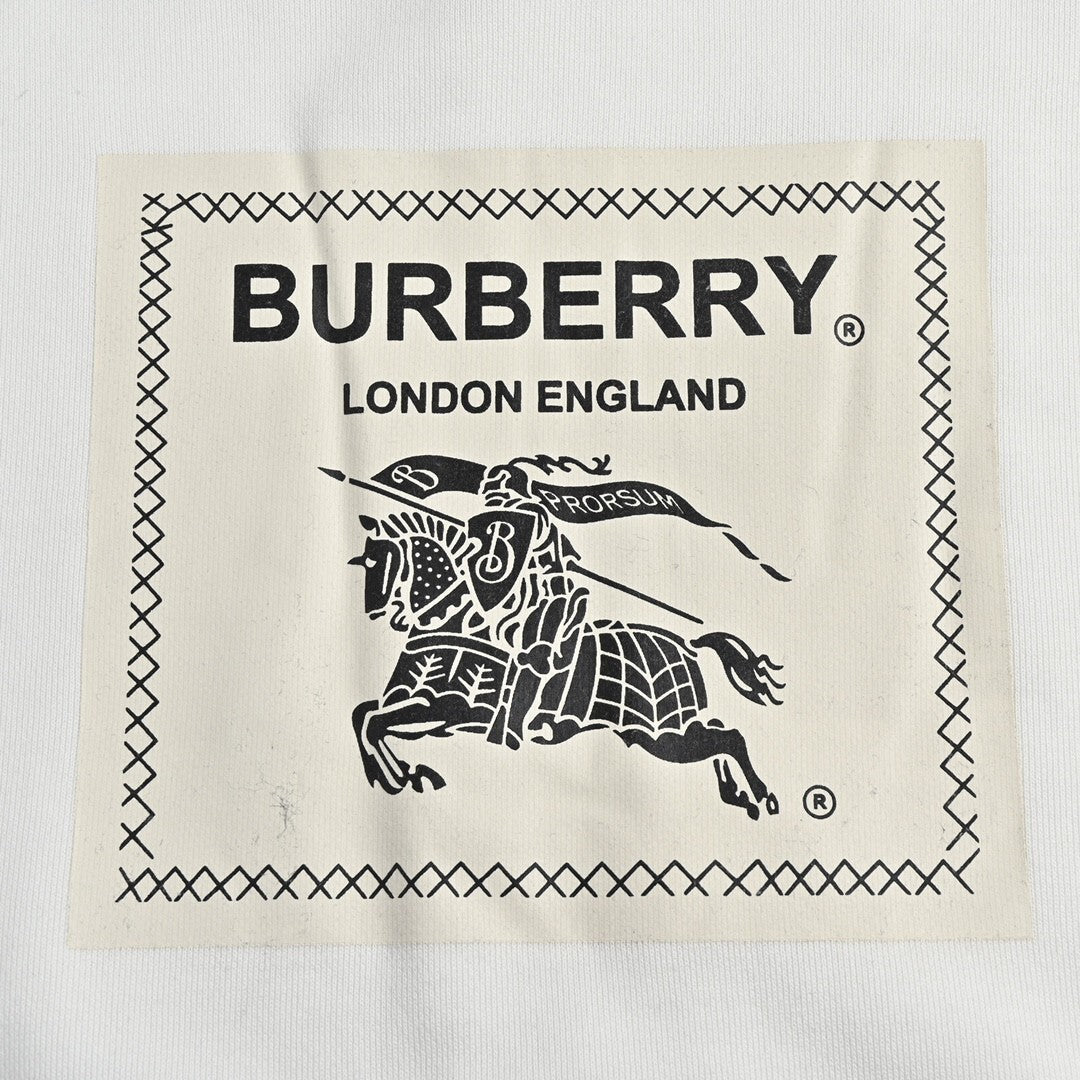 BURBERRY®
LONDON ENGLAND
B PRORSUM
B
®